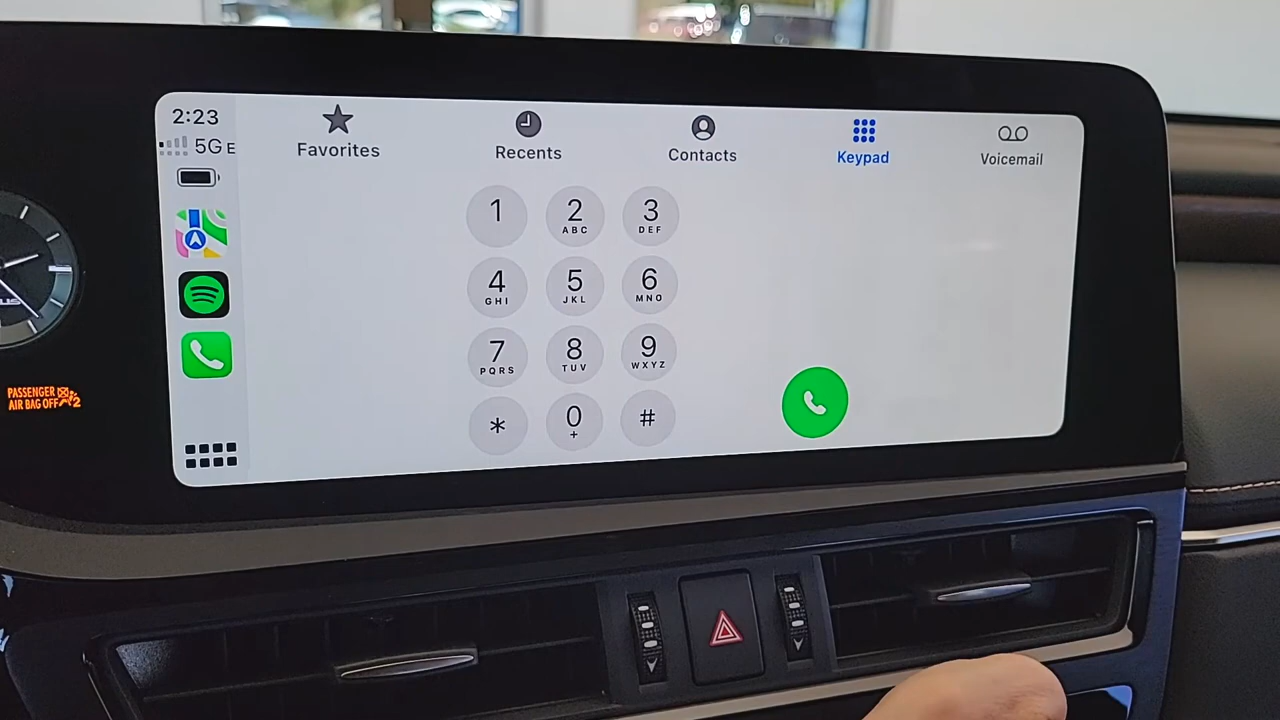 2:23
5G E
Favorites
Recents
Contacts
Keypad
Voicemail
1
2
ABC
3
DEF
4
GHI
5
JKL
6
MNO
7
PQRS
8
TUV
9
WXYZ
*
0
+
#
PASSENGER
AIR BAG OFF 2